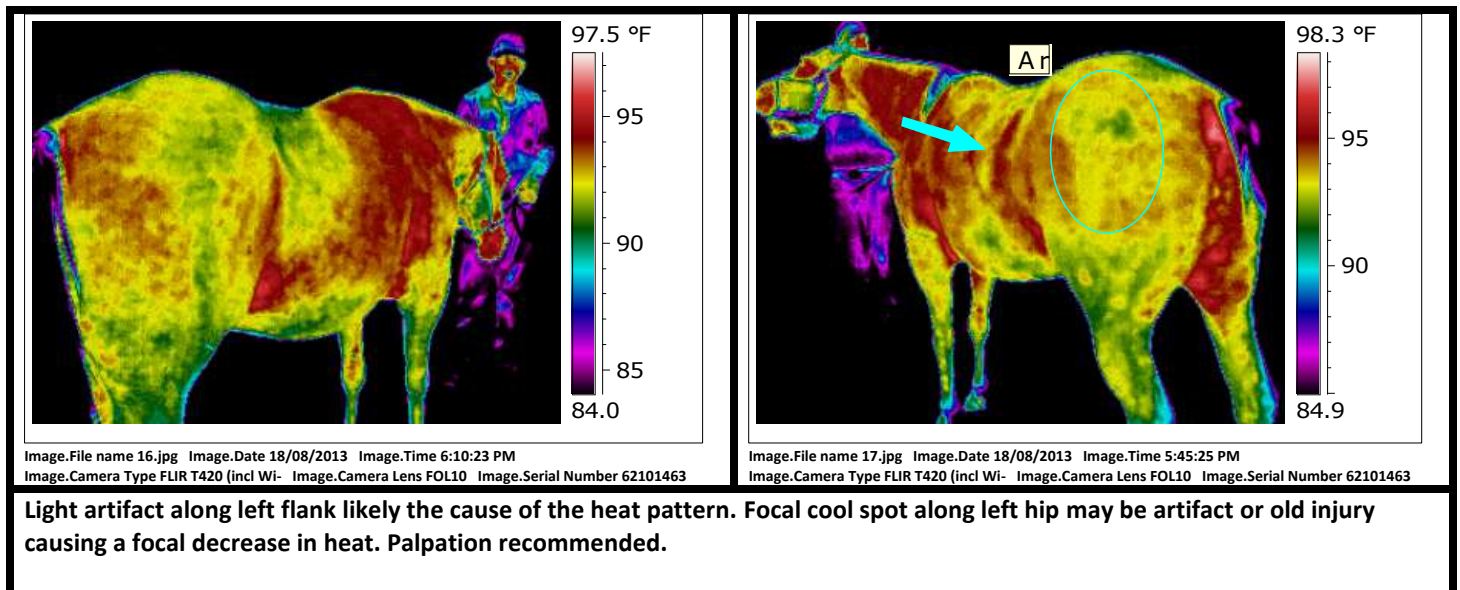 97.5 °F
95
90
85
84.0
Ar
98.3 °F
95
90
84.9
Image.File name 16.jpg Image.Date 18/08/2013 Image.Time 6:10:23 PM
Image.Camera Type FLIR T420 (incl Wi- Image.Camera Lens FOL10 Image.Serial Number 62101463
Image.File name 17.jpg Image.Date 18/08/2013 Image.Time 5:45:25 PM
Image.Camera Type FLIR T420 (incl Wi- Image.Camera Lens FOL10 Image.Serial Number 62101463
Light artifact along left flank likely the cause of the heat pattern. Focal cool spot along left hip may be artifact or old injury
causing a focal decrease in heat. Palpation recommended.